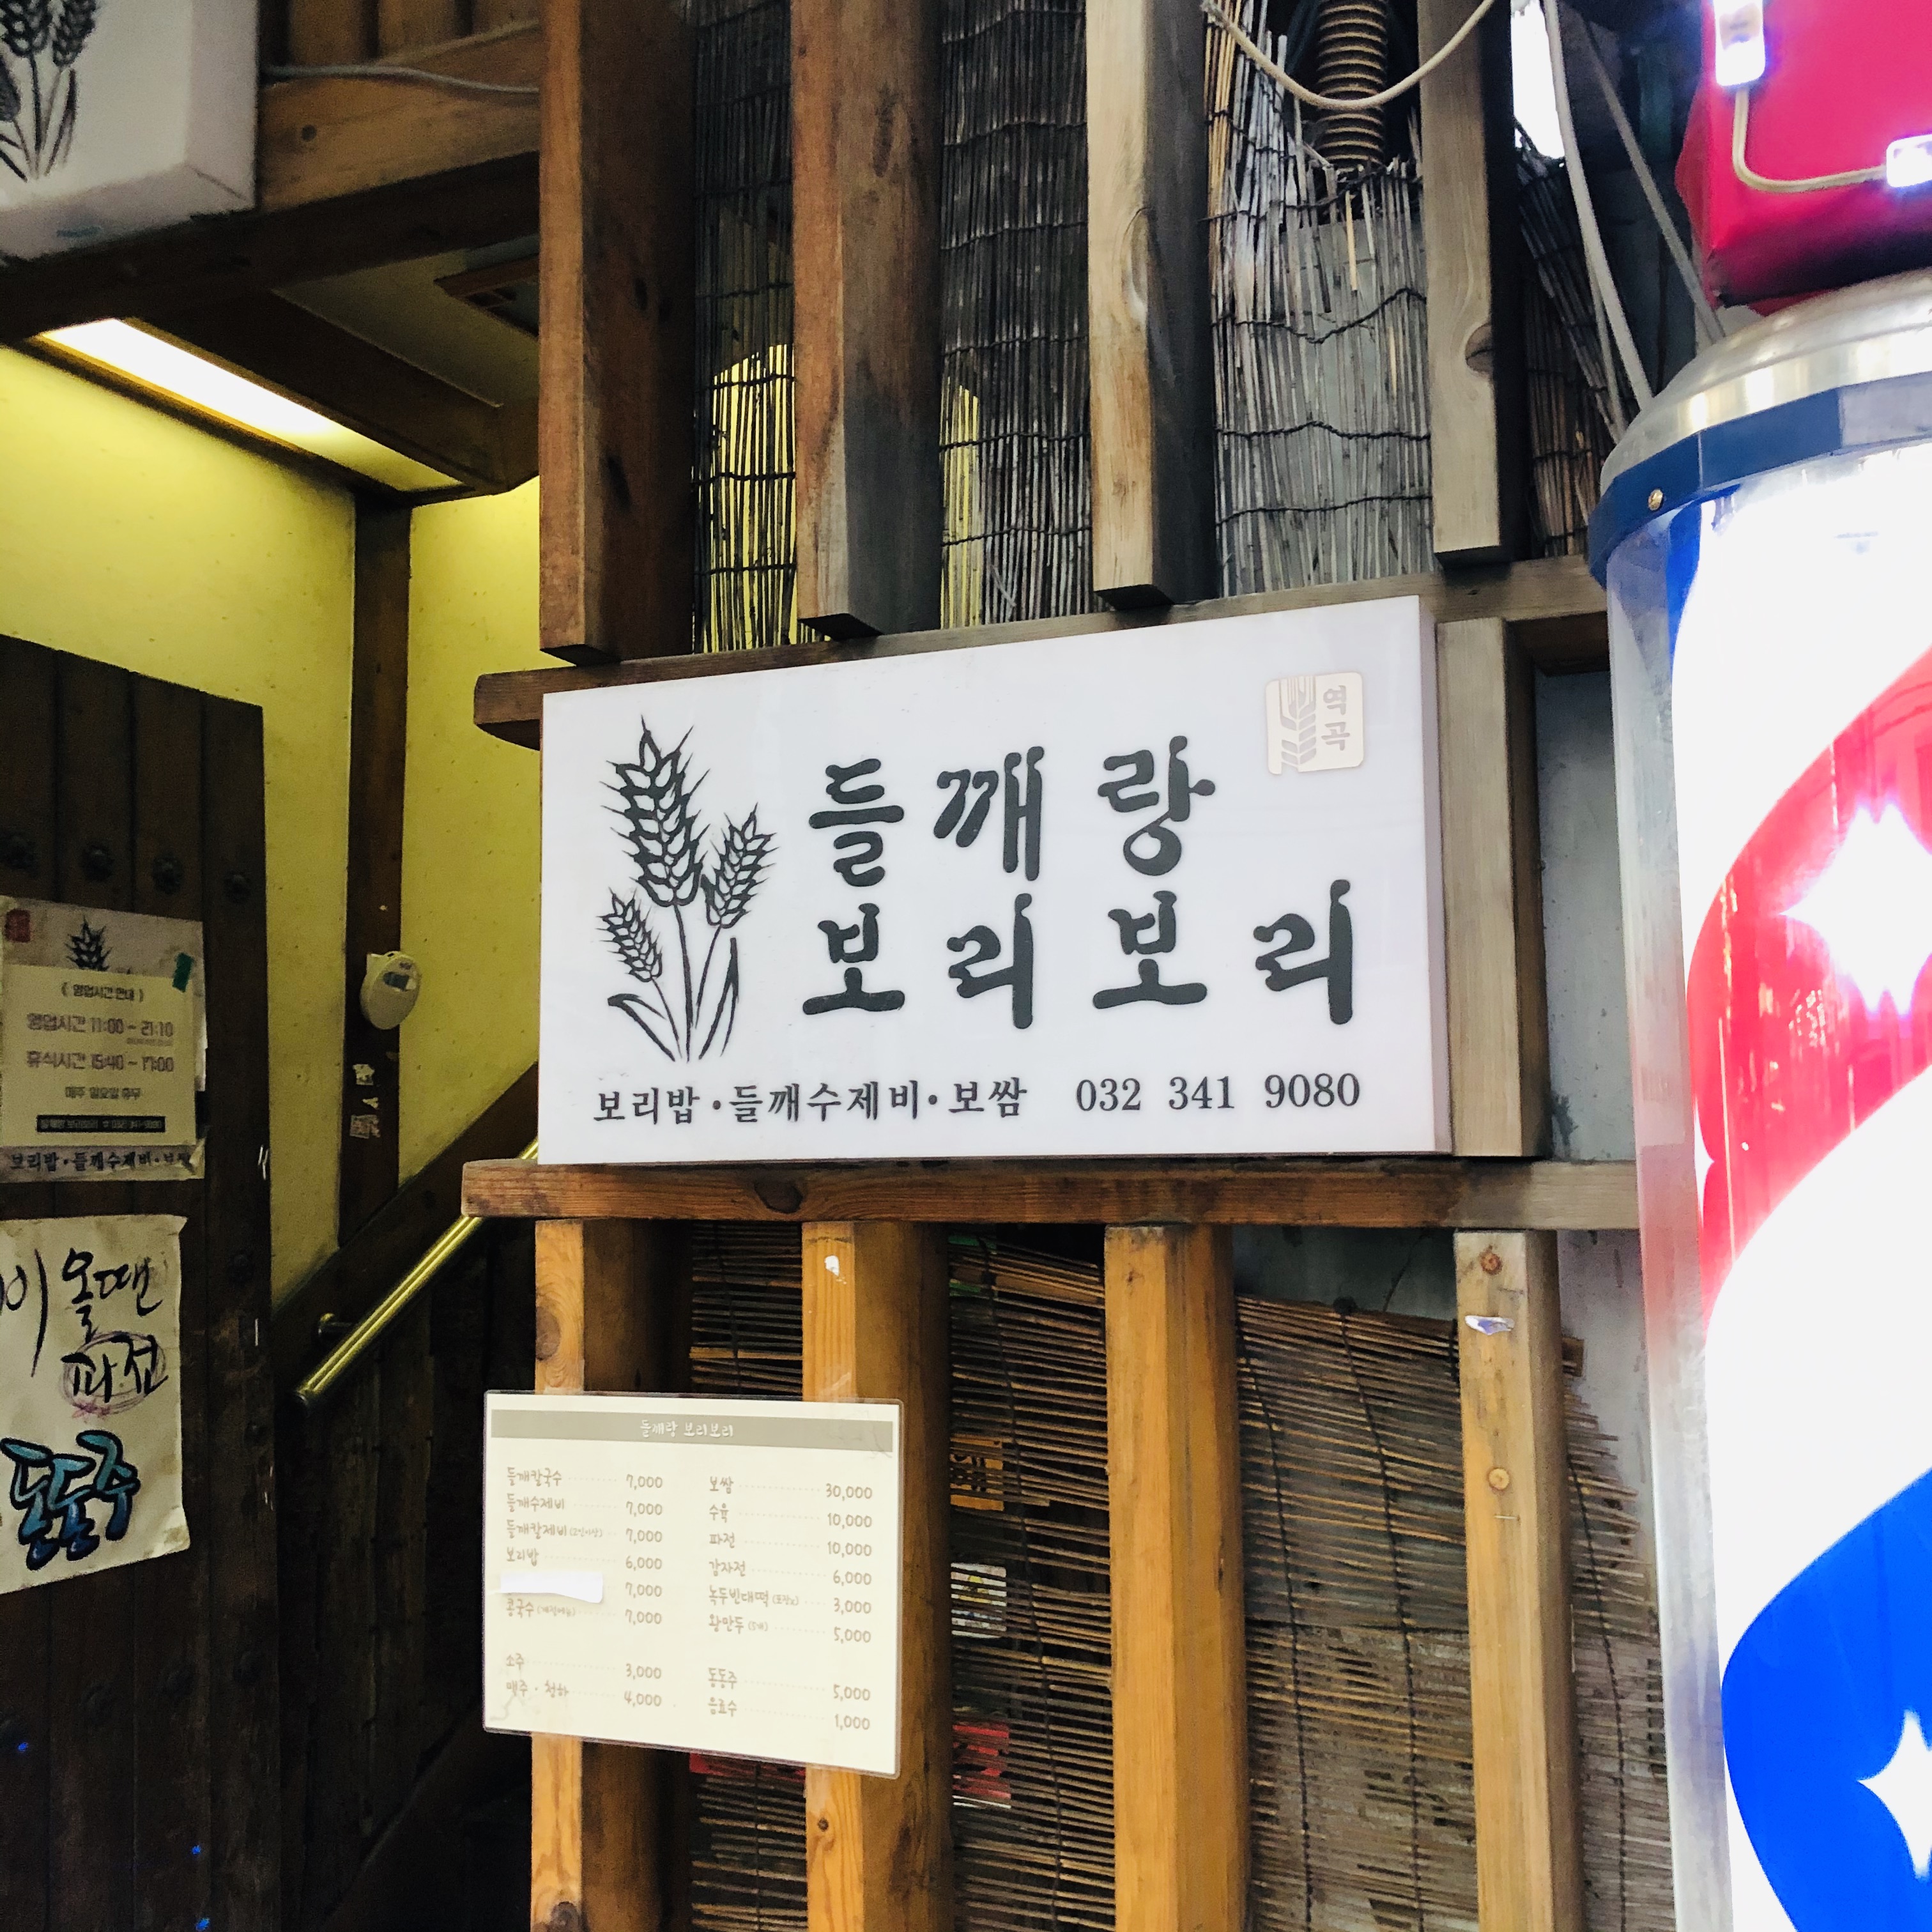 역
곡
들깨랑
보리보리
보리밥·들깨수제비·보쌈 032 341 9080
( 영업시간 안내 )
영업시간 11:00 ~ 21:10
휴식시간 15:40 ~ 17:00
매주 일요일 휴무
보리밥·들깨수제비·보쌈
올땐
파전
동동주
들깨랑 보리보리
들깨칼국수 7,000
들깨수제비 7,000
들깨칼제비 7,000
보리밥 6,000
7,000
콩국수 7,000
소주 3,000
맥주·청하 4,000
보쌈 30,000
수육 10,000
파전 10,000
감자전 6,000
녹두빈대떡 3,000
왕만두 5,000
동동주 5,000
음료수 1,000